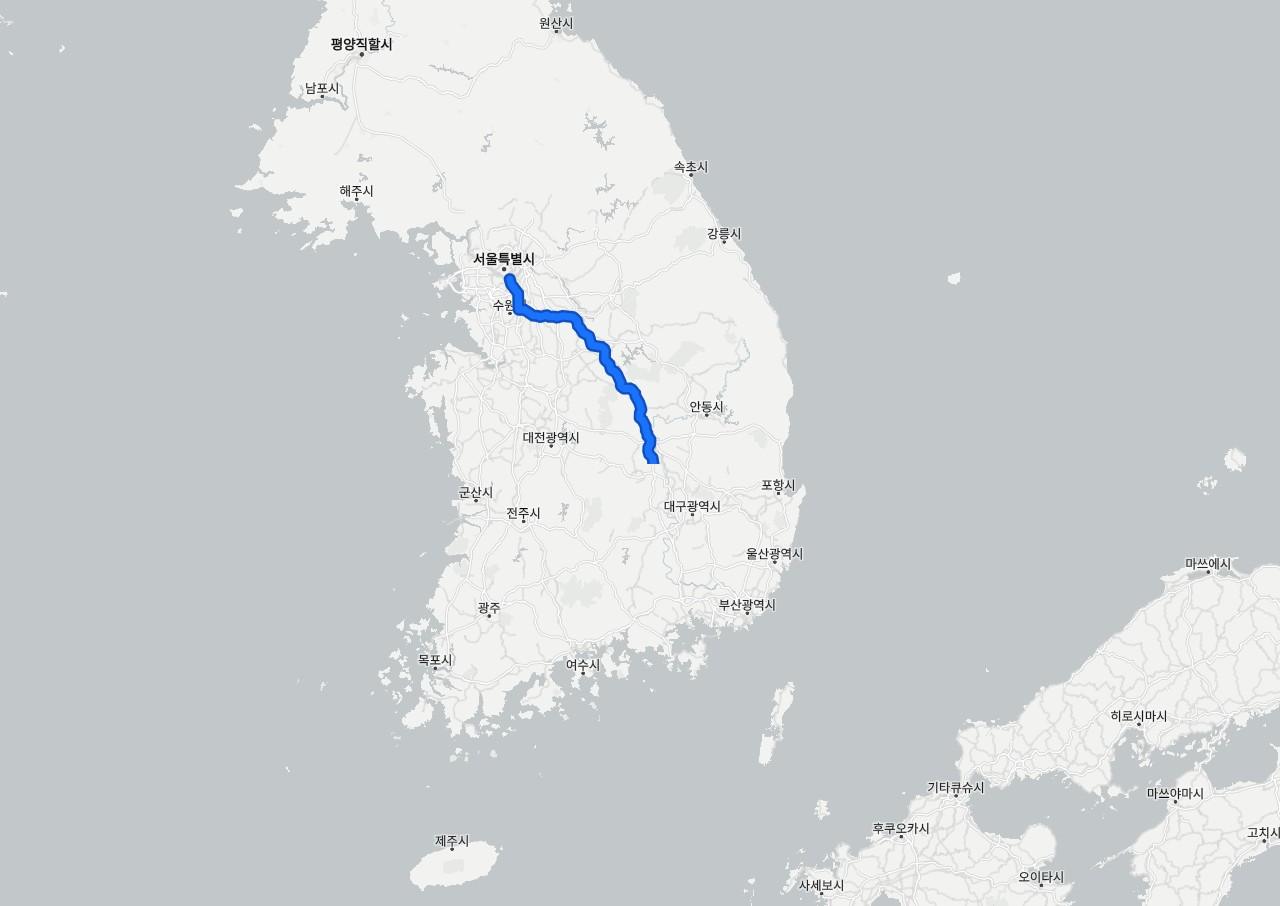 원산시
평양직할시
남포시
속초시
해주시
강릉시
서울특별시
수원
안동시
대전광역시
포항시
군산시
대구광역시
전주시
울산광역시
마쓰에시
부산광역시
광주
목포시
여수시
히로시마시
기타큐슈시
마쓰야마시
후쿠오카시
고치시
제주시
오이타시
사세보시